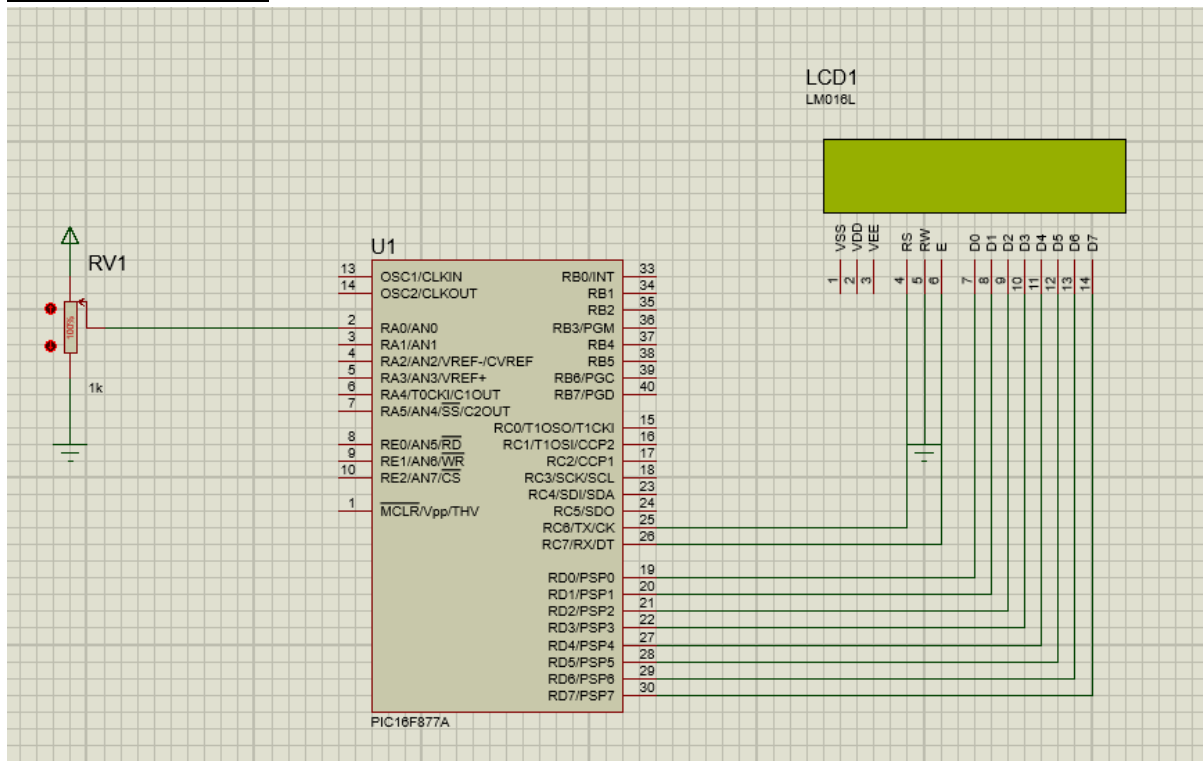 LCD1
LM016L
VSS
VDD
VEE
RS
RW
E
D0
D1
D2
D3
D4
D5
D6
D7
1
2
3
4
5
6
7
8
9
10
11
12
13
14
RV1
100%
1k
U1
13 OSC1/CLKIN RB0/INT 33
14 OSC2/CLKOUT RB1 34
RB2 35
2 RA0/AN0 RB3/PGM 36
3 RA1/AN1 RB4 37
4 RA2/AN2/VREF-/CVREF RB5 38
5 RA3/AN3/VREF+ RB6/PGC 39
6 RA4/T0CKI/C1OUT RB7/PGD 40
7 RA5/AN4/SS/C2OUT
RC0/T1OSO/T1CKI 15
8 RE0/AN5/RD RC1/T1OSI/CCP2 16
9 RE1/AN6/WR RC2/CCP1 17
10 RE2/AN7/CS RC3/SCK/SCL 18
RC4/SDI/SDA 23
1 MCLR/Vpp/THV RC5/SDO 24
RC6/TX/CK 25
RC7/RX/DT 26
RD0/PSP0 19
RD1/PSP1 20
RD2/PSP2 21
RD3/PSP3 22
RD4/PSP4 27
RD5/PSP5 28
RD6/PSP6 29
RD7/PSP7 30
PIC16F877A